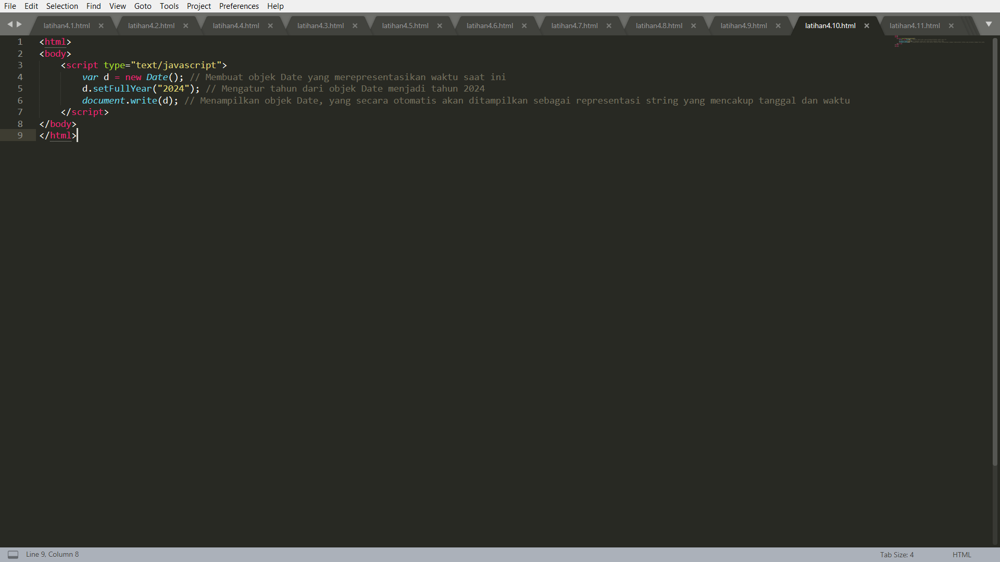 File Edit Selection Find View Goto Tools Project Preferences Help
latihan4.1.html latihan4.2.html latihan4.4.html latihan4.3.html latihan4.5.html latihan4.6.html latihan4.7.html latihan4.8.html latihan4.9.html latihan4.10.html latihan4.11.html
1 <html>
2 <body>
3 <script type="text/javascript">
4 var d = new Date(); // Membuat objek Date yang merepresentasikan waktu saat ini
5 d.setFullYear("2024"); // Mengatur tahun dari objek Date menjadi tahun 2024
6 document.write(d); // Menampilkan objek Date, yang secara otomatis akan ditampilkan sebagai representasi string yang mencakup tanggal dan waktu
7 </script>
8 </body>
9 </html>
Line 9, Column 8 Tab Size: 4 HTML